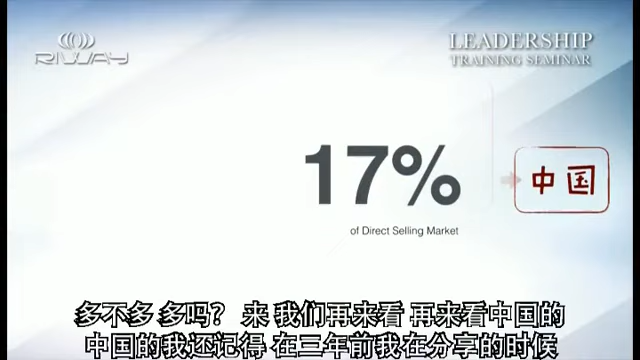 RIWAY
LEADERSHIP
TRAINING SEMINAR
17%
中国
of Direct Selling Market
多不多 多吗？ 来 我们再来看 再来看中国的
中国的我还记得 在三年前我在分享的时候